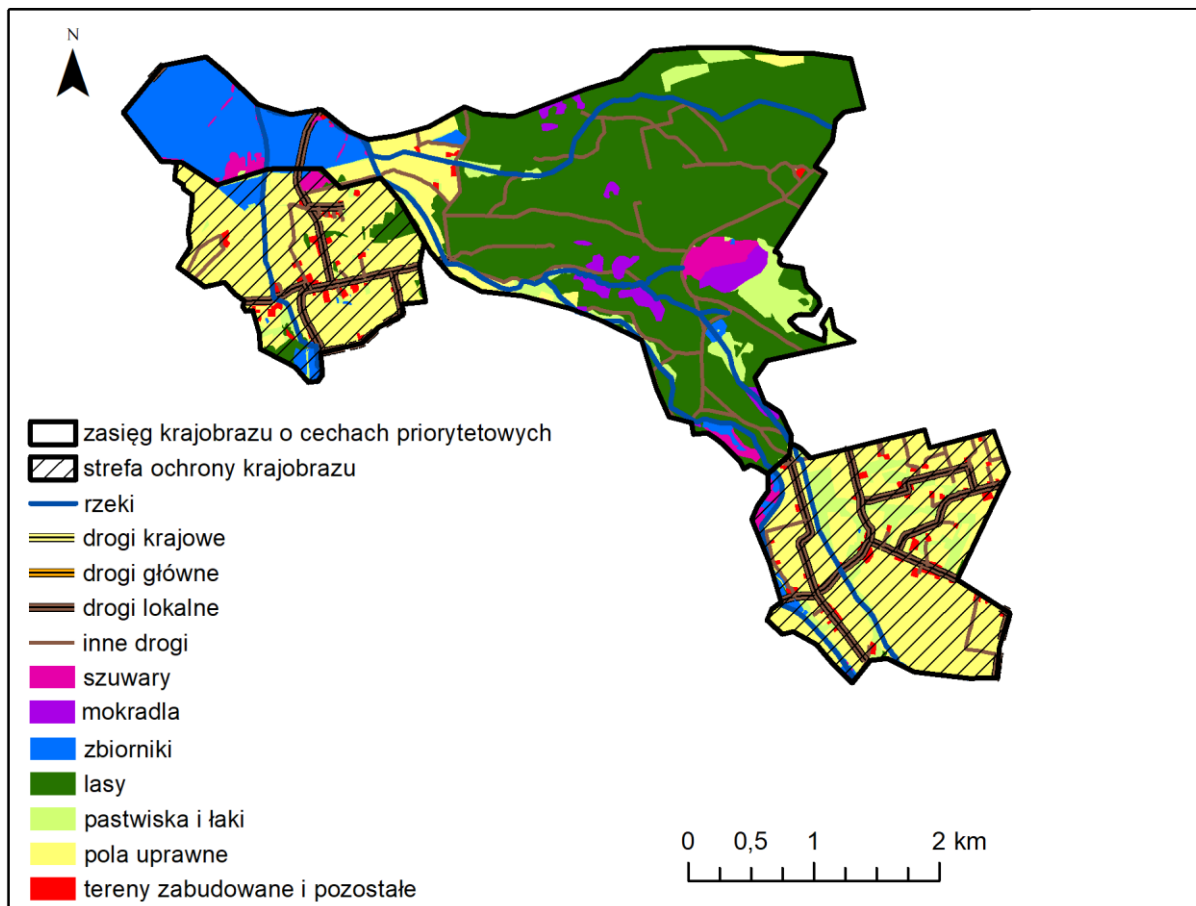 N
zasięg krajobrazu o cechach priorytetowych
strefa ochrony krajobrazu
rzeki
drogi krajowe
drogi główne
drogi lokalne
inne drogi
szuwary
mokradla
zbiorniki
lasy
pastwiska i łaki
pola uprawne
tereny zabudowane i pozostałe
0 0,5 1 2 km